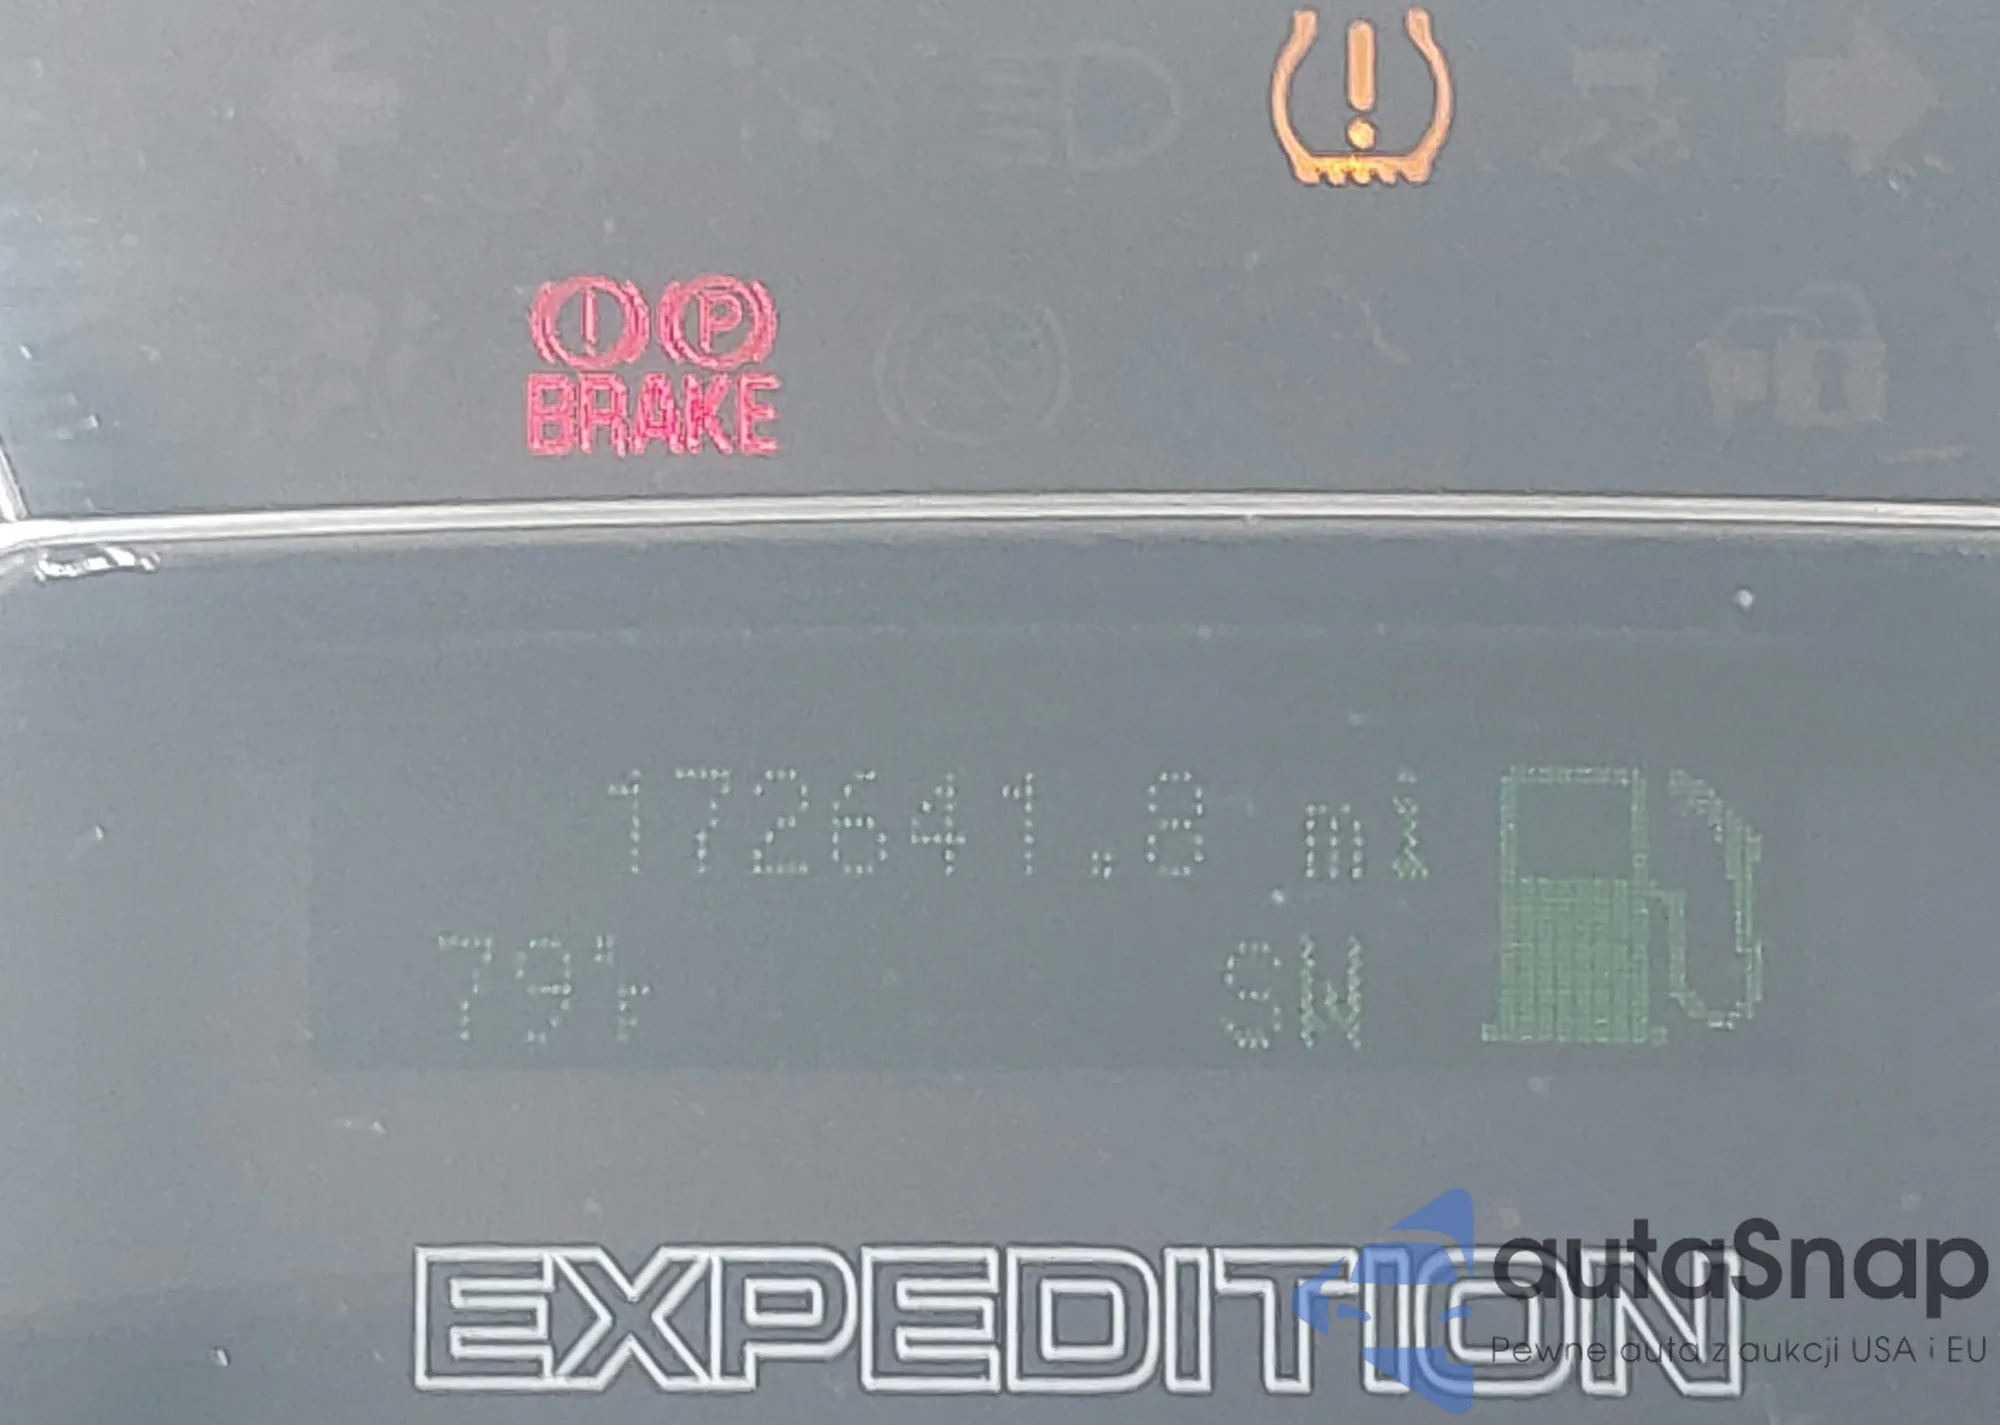 P
BRAKE
172641.8 mi
79°F
SW
EXPEDITION
autaSnap
Pewne auta z aukcji USA i EU